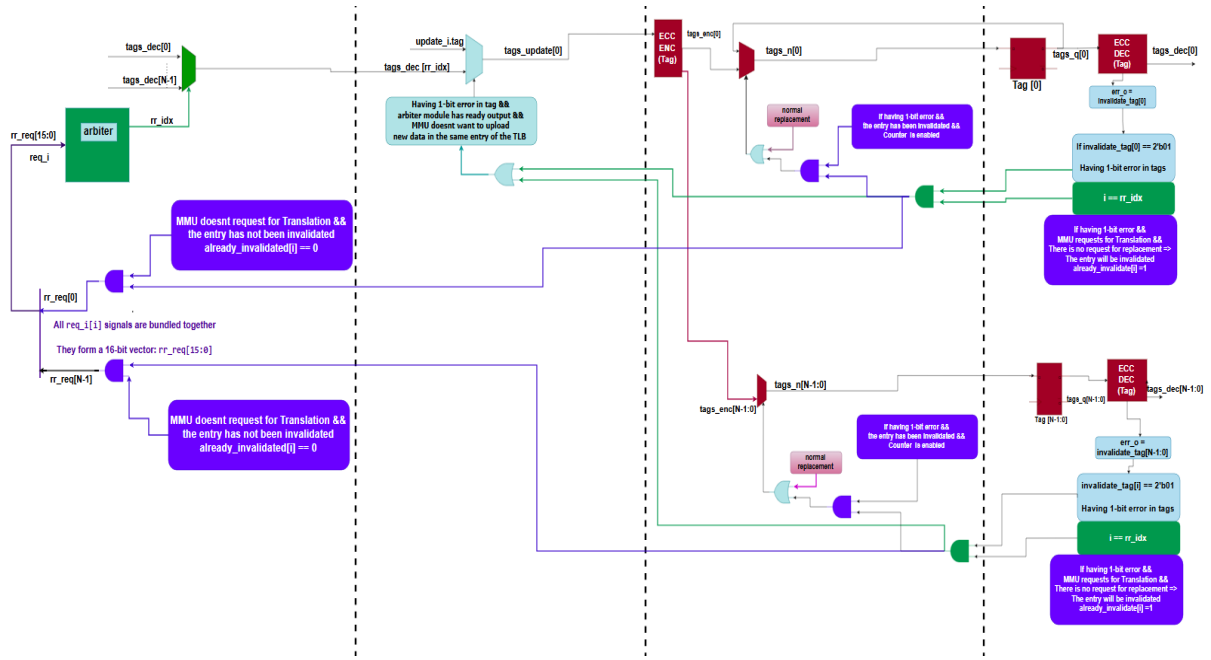 tags_dec[0]
tags_dec[N-1]
rr_req[15:0]
req_i
arbiter
rr_idx
MMU doesnt request for Translation &&
the entry has not been invalidated
already_invalidated[i] == 0
rr_req[0]
All req_i[i] signals are bundled together
They form a 16-bit vector: rr_req[15:0]
rr_req[N-1]
MMU doesnt request for Translation &&
the entry has not been invalidated
already_invalidated[i] == 0
update_i.tag
tags_update[0]
tags_dec [rr_idx]
Having 1-bit error in tag &&
arbiter module has ready output &&
MMU doesnt want to upload
new data in the same entry of the TLB
ECC
ENC
(Tag)
tags_enc[0]
tags_n[0]
normal
replacement
If having 1-bit error &&
the entry has been invalidated &&
Counter is enabled
tags_enc[N-1:0]
tags_n[N-1:0]
normal
replacement
If having 1-bit error &&
the entry has been invalidated &&
Counter is enabled
Tag [0]
tags_q[0]
ECC
DEC
(Tag)
tags_dec[0]
err_o =
invalidate_tag[0]
If invalidate_tag[0] == 2'b01
Having 1-bit error in tags
i == rr_idx
If having 1-bit error &&
MMU requests for Translation &&
There is no request for replacement =>
The entry will be invalidated
already_invalidate[i] =1
Tag [N-1:0]
tags_q[N-1:0]
ECC
DEC
(Tag)
tags_dec[N-1:0]
err_o =
invalidate_tag[N-1:0]
invalidate_tag[i] == 2'b01
Having 1-bit error in tags
i == rr_idx
If having 1-bit error &&
MMU requests for Translation &&
There is no request for replacement =>
The entry will be invalidated
already_invalidate[i] =1